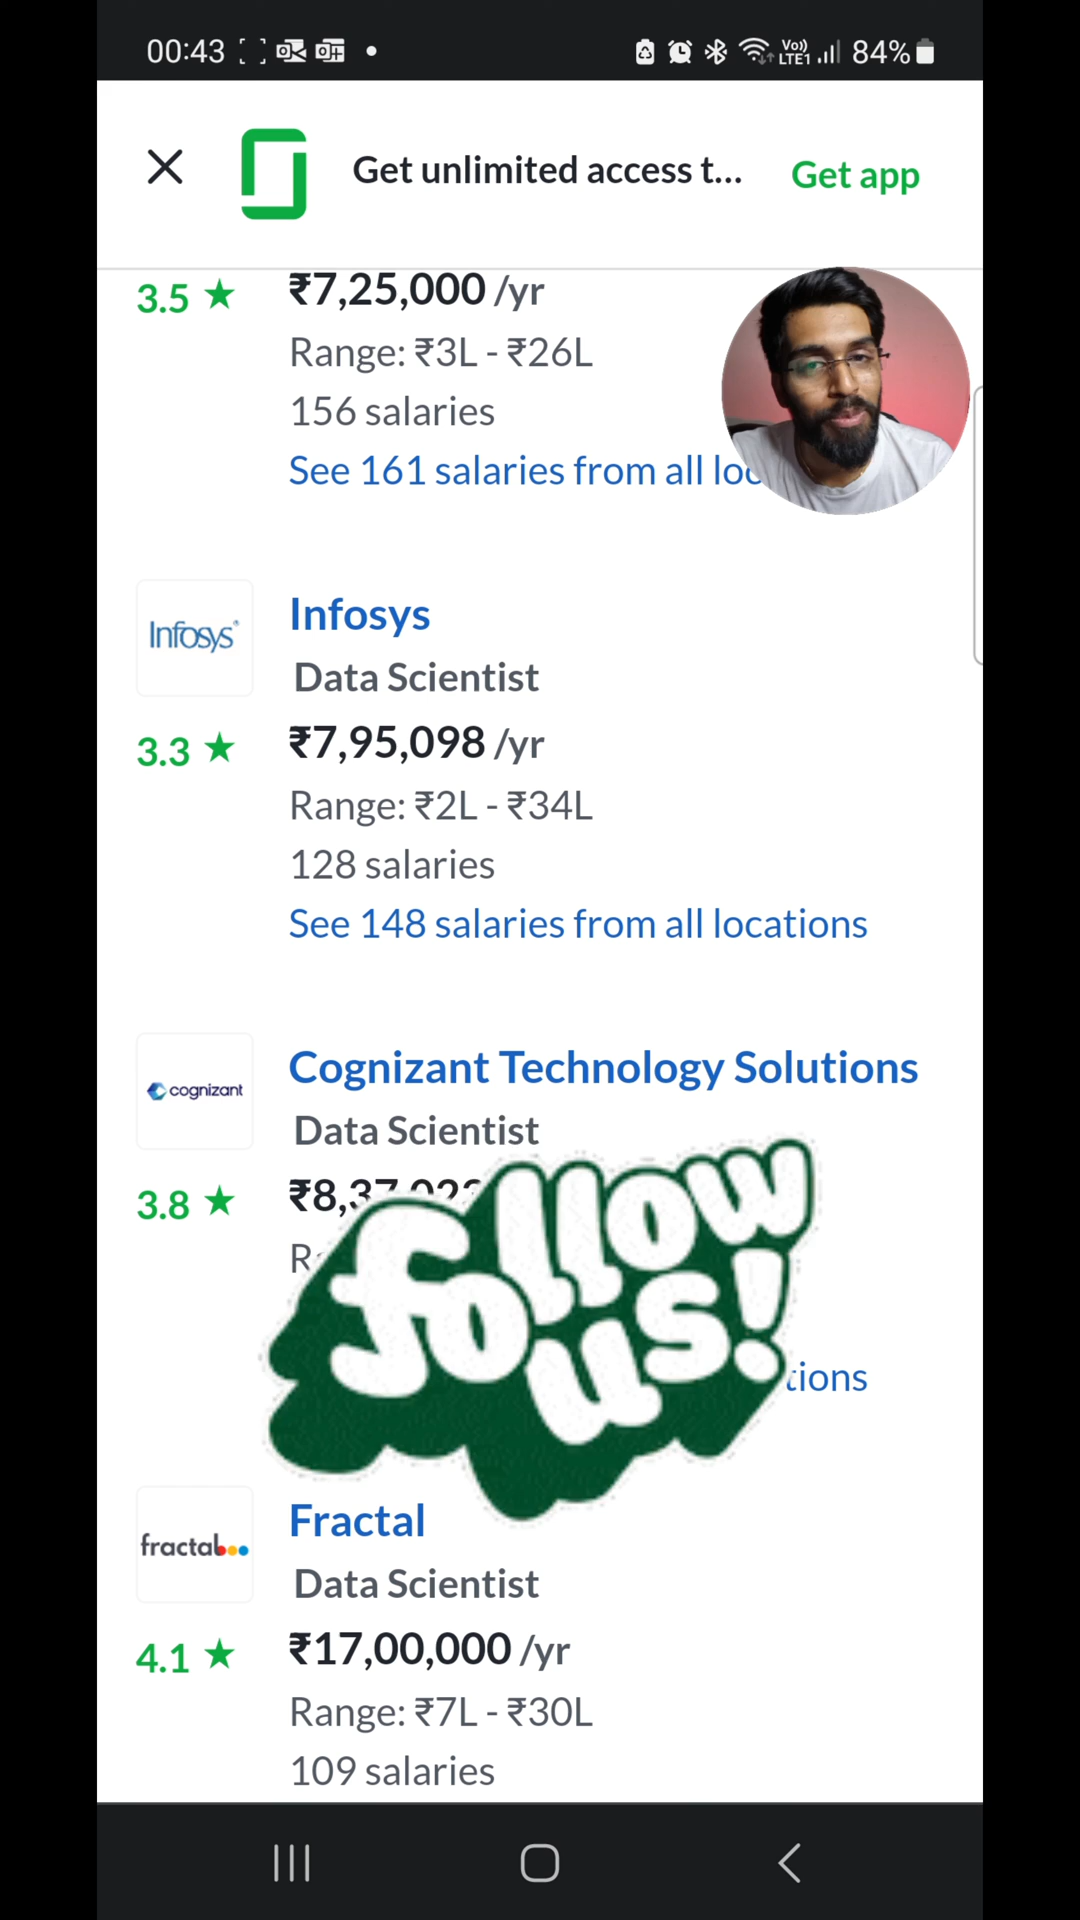 00:43
Vo))
LTE1
84%
Get unlimited access t...
Get app
3.5 ★
₹7,25,000 /yr
Range: ₹3L - ₹26L
156 salaries
See 161 salaries from all
Infosys
Infosys
Data Scientist
3.3 ★
₹7,95,098 /yr
Range: ₹2L - ₹34L
128 salaries
See 148 salaries from all locations
cognizant
Cognizant Technology Solutions
Data Scientist
3.8 ★
follow
us!
fractal
Fractal
Data Scientist
4.1 ★
₹17,00,000 /yr
Range: ₹7L - ₹30L
109 salaries